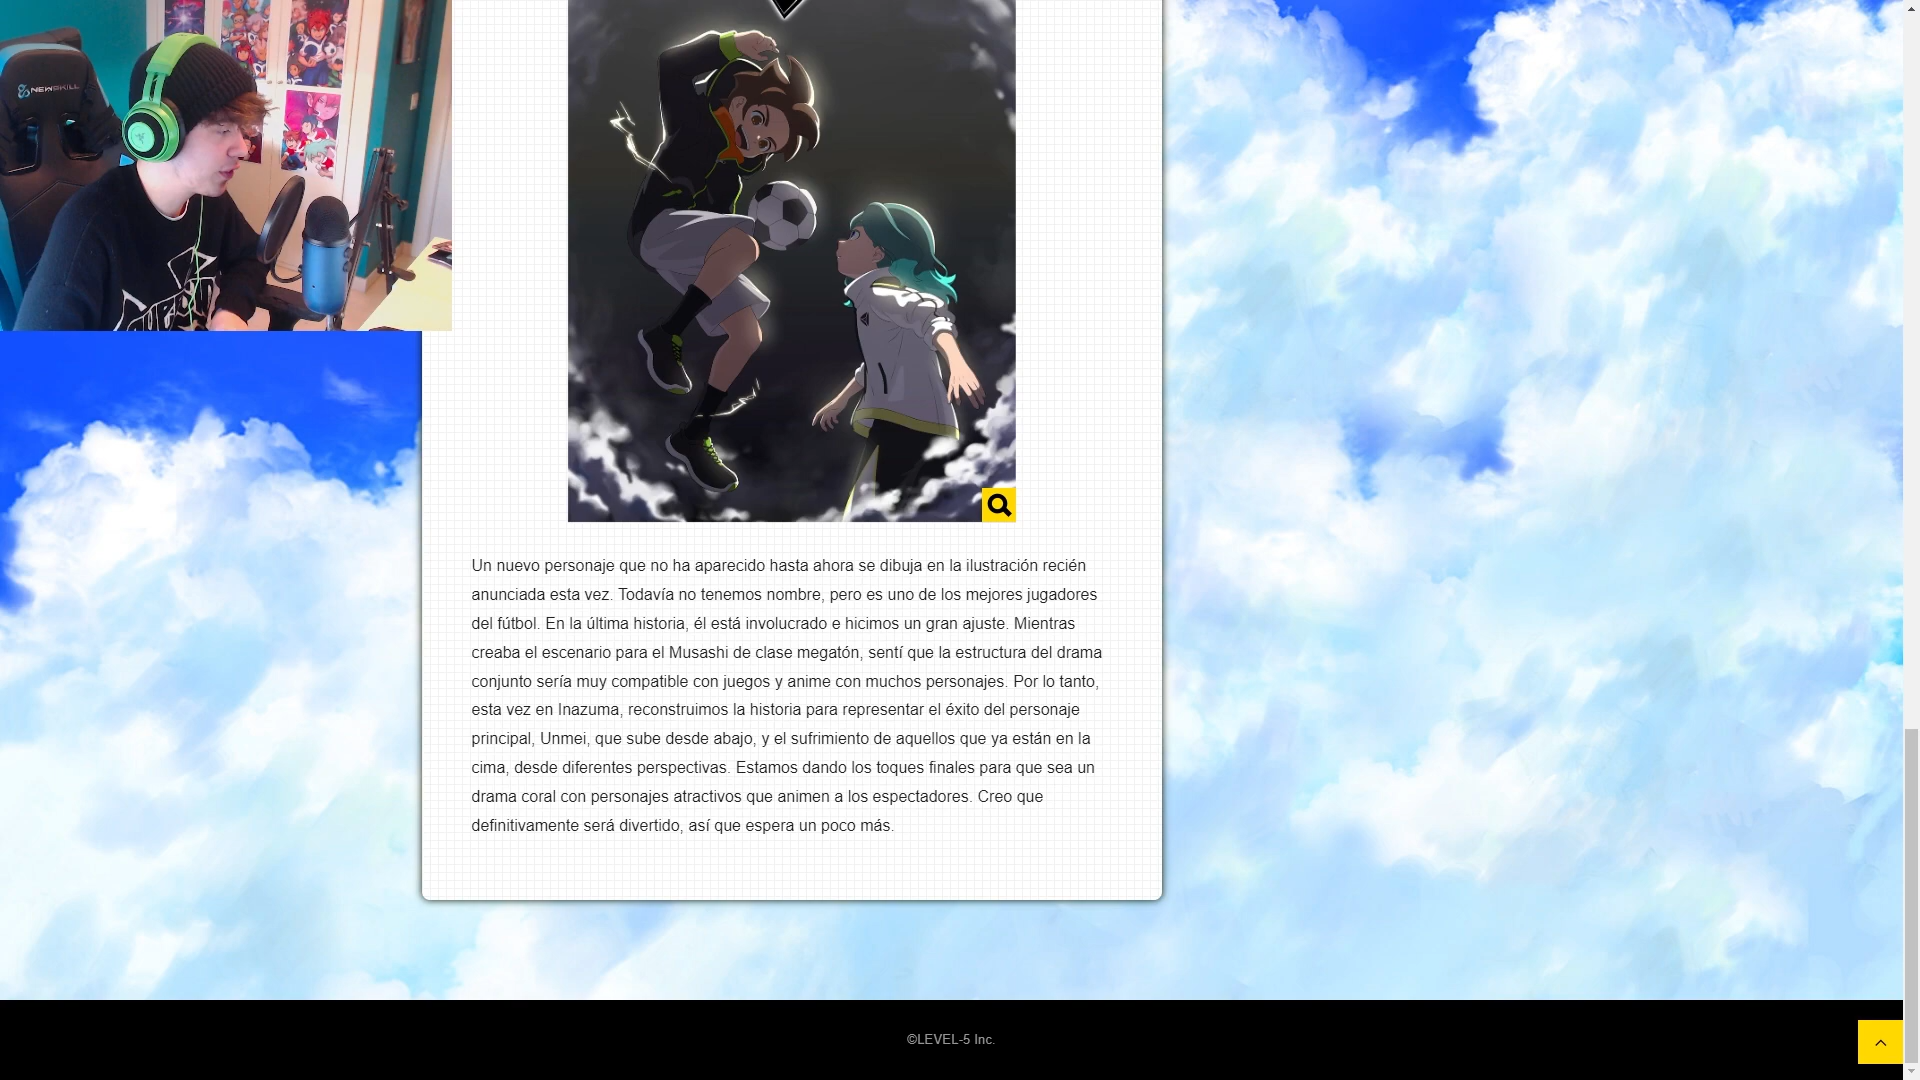 NEWSKILL
Un nuevo personaje que no ha aparecido hasta ahora se dibuja en la ilustración recién
anunciada esta vez. Todavía no tenemos nombre, pero es uno de los mejores jugadores
del fútbol. En la última historia, él está involucrado e hicimos un gran ajuste. Mientras
creaba el escenario para el Musashi de clase megatón, sentí que la estructura del drama
conjunto sería muy compatible con juegos y anime con muchos personajes. Por lo tanto,
esta vez en Inazuma, reconstruimos la historia para representar el éxito del personaje
principal, Unmei, que sube desde abajo, y el sufrimiento de aquellos que ya están en la
cima, desde diferentes perspectivas. Estamos dando los toques finales para que sea un
drama coral con personajes atractivos que animen a los espectadores. Creo que
definitivamente será divertido, así que espera un poco más.
©LEVEL-5 Inc.